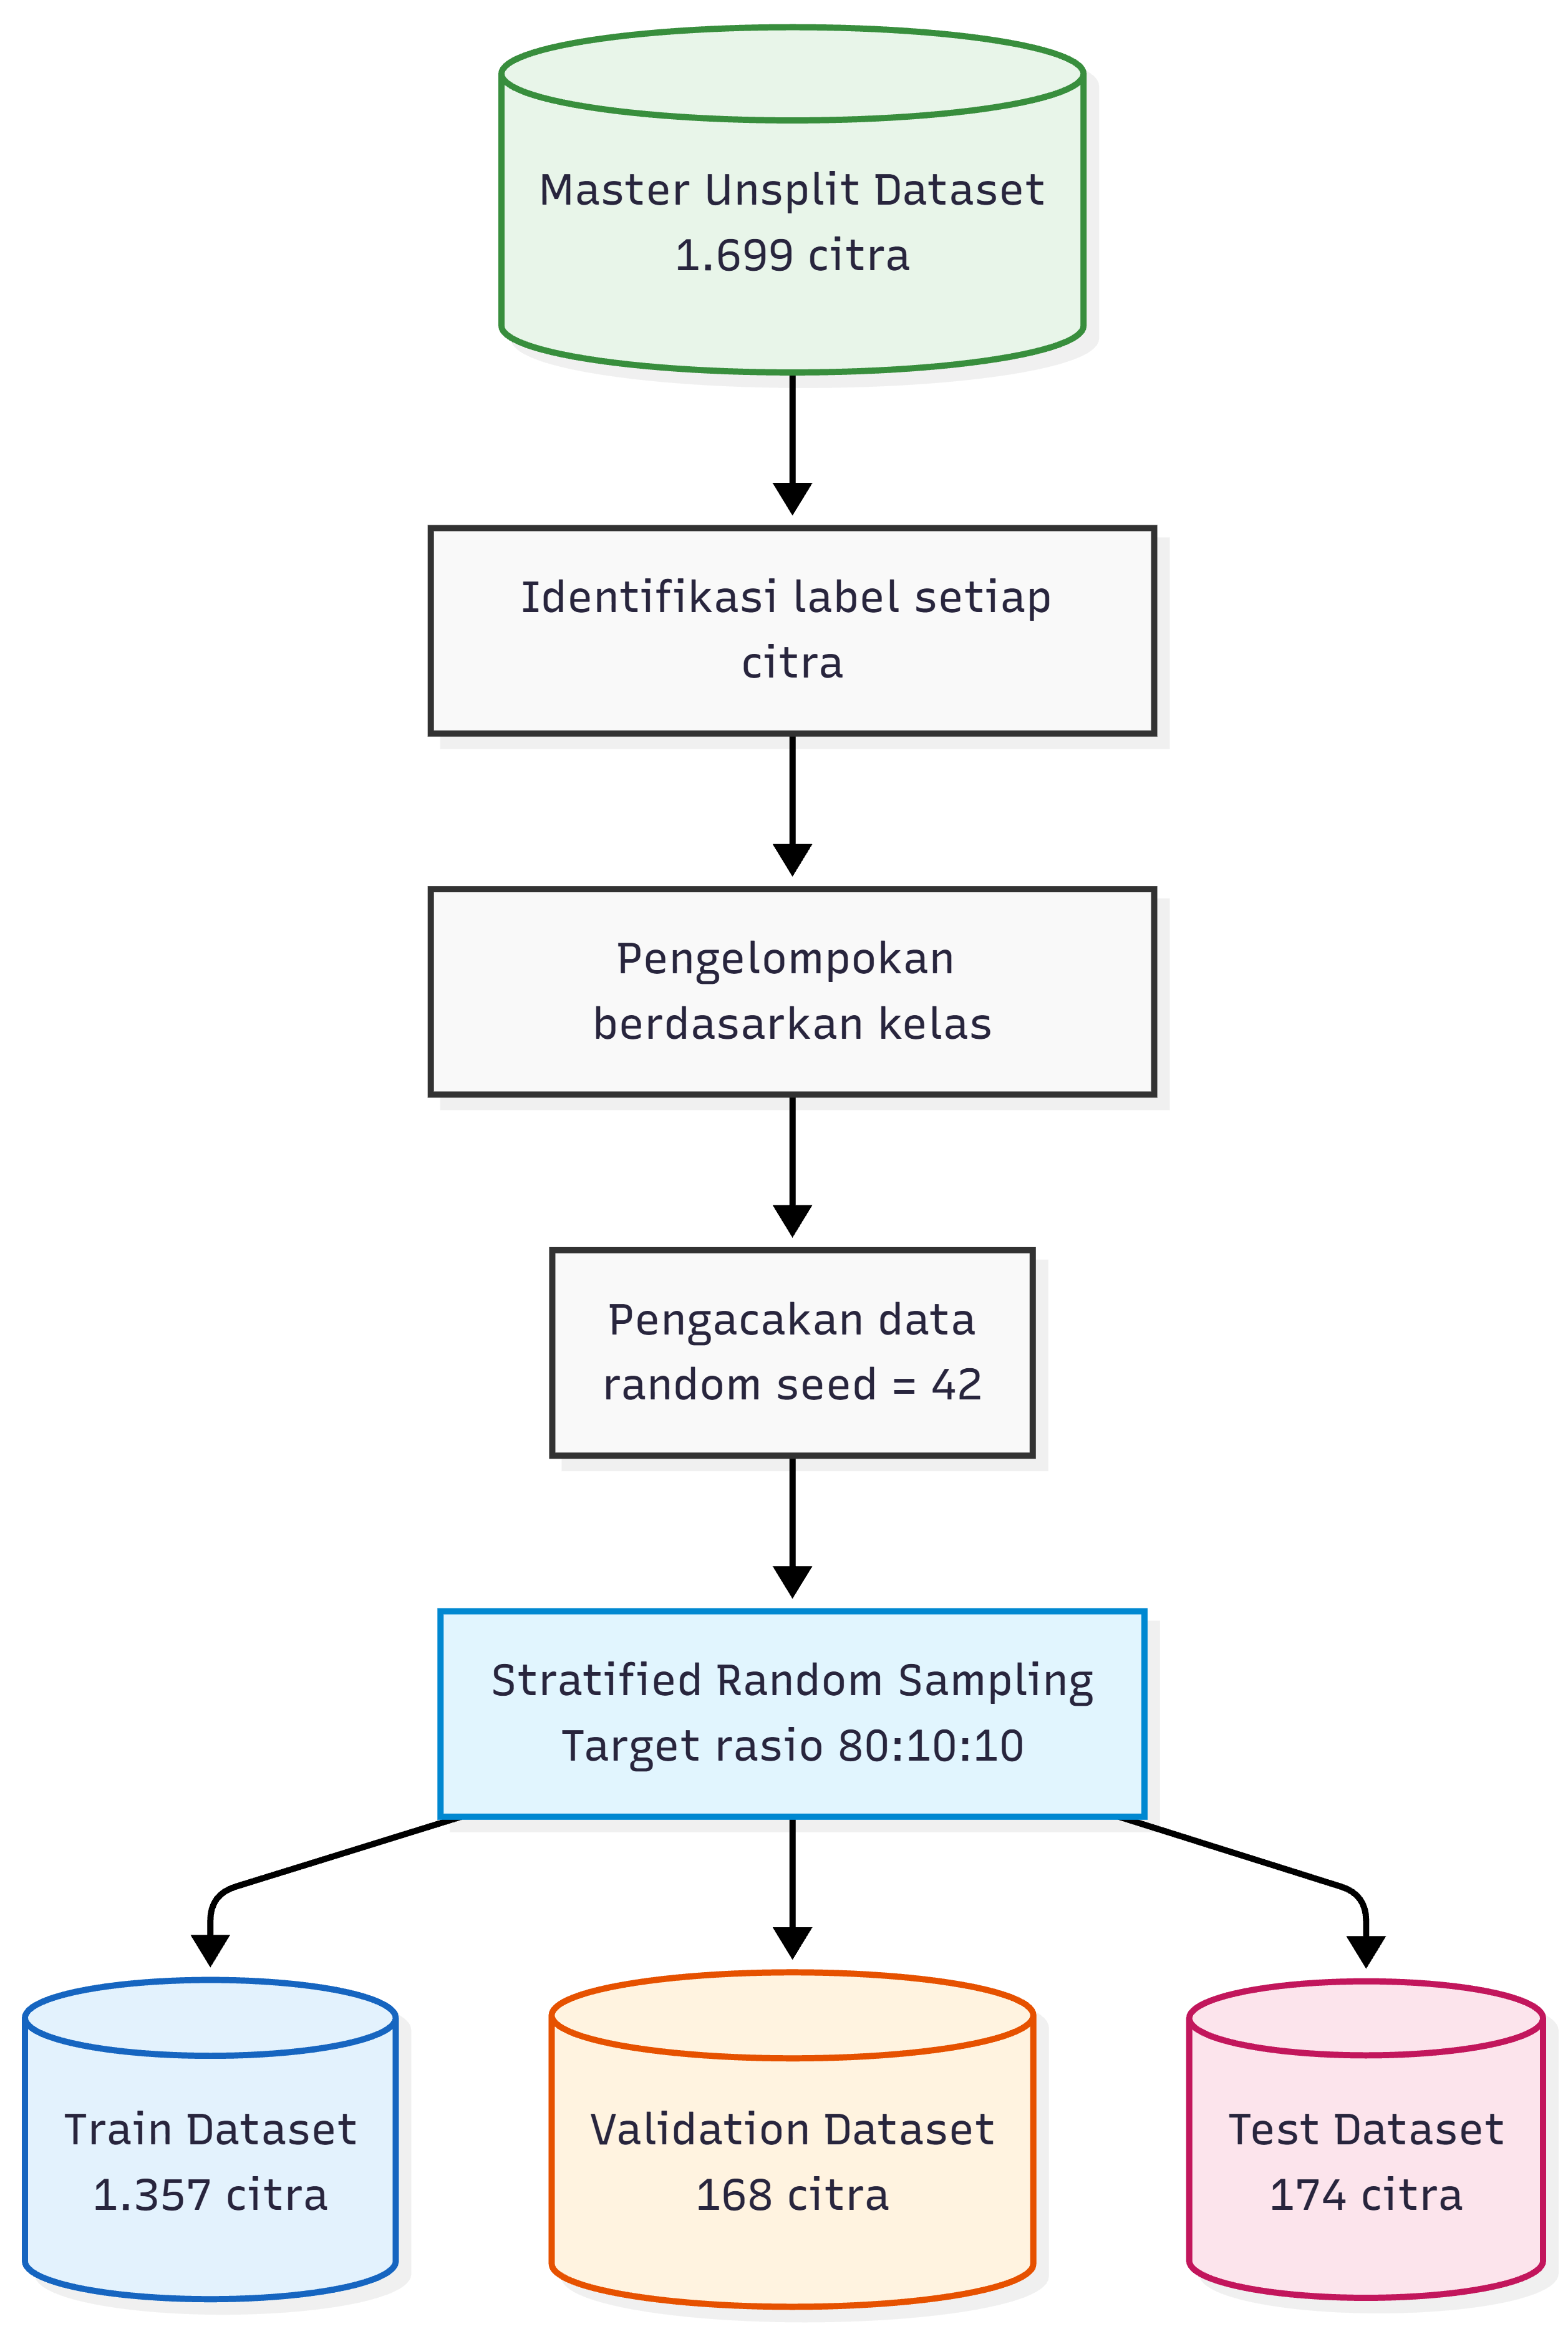 Master Unsplit Dataset
1.699 citra
Identifikasi label setiap
citra
Pengelompokan
berdasarkan kelas
Pengacakan data
random seed = 42
Stratified Random Sampling
Target rasio 80:10:10
Train Dataset
1.357 citra
Validation Dataset
168 citra
Test Dataset
174 citra